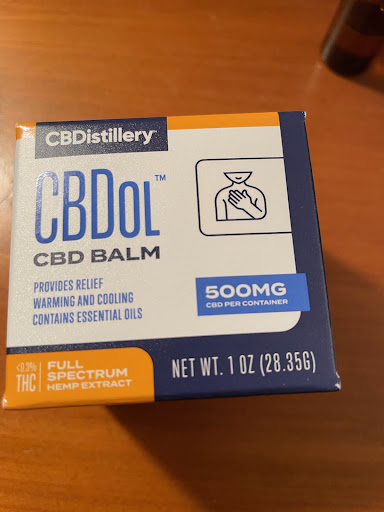 CBDistillery™
CBDOL™
CBD BALM
PROVIDES RELIEF
WARMING AND COOLING
CONTAINS ESSENTIAL OILS
500MG
CBD PER CONTAINER
<0.3%
THC
FULL
SPECTRUM
HEMP EXTRACT
NET WT. 1 OZ (28.35G)